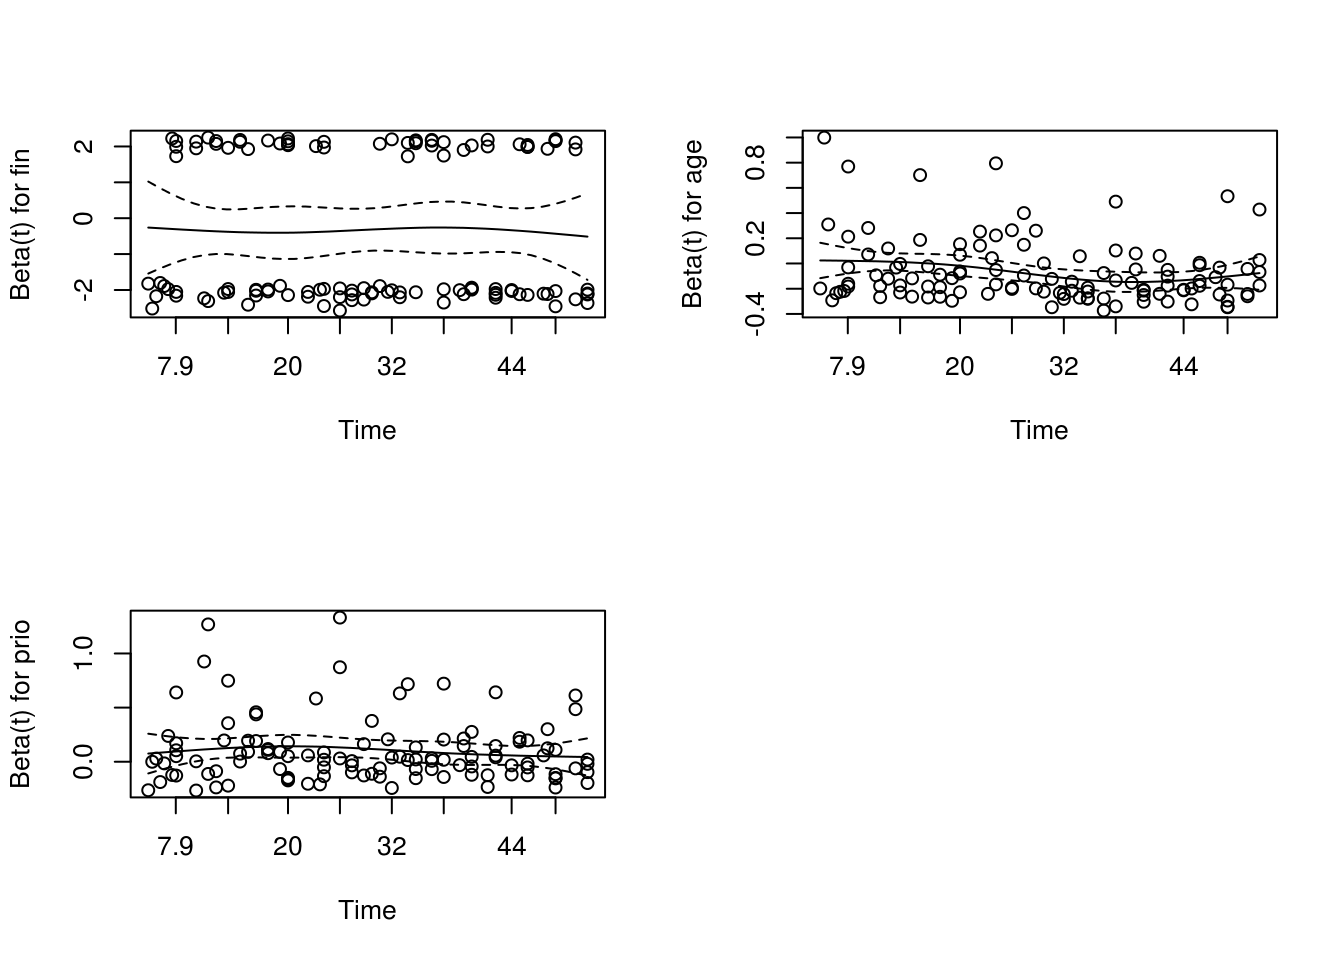 Beta(t) for fin
2
0
-2
7.9 20 32 44
Time
Beta(t) for age
0.8
0.2
-0.4
7.9 20 32 44
Time
Beta(t) for prio
1.0
0.0
7.9 20 32 44
Time